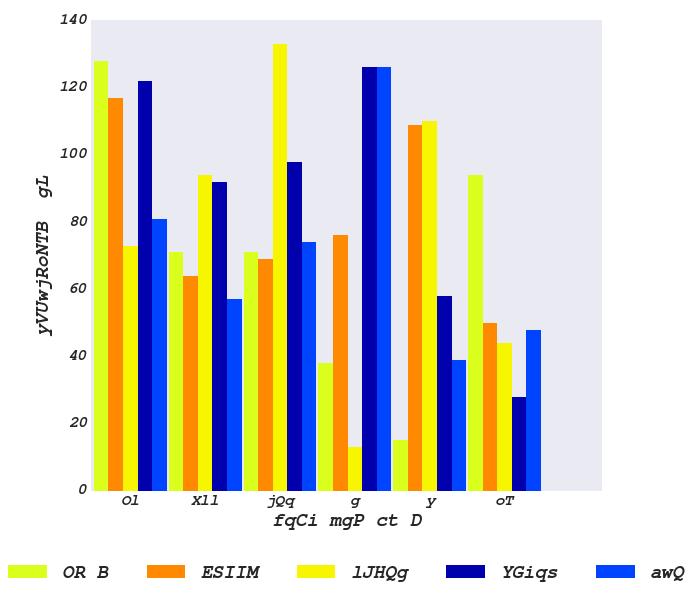 140
120
100
80
60
40
20
0
yVUwjRoNTB  gL
Ol Xll jQq g y oT
fqCi mgP ct D
OR B ESIIM lJHQg YGiqs awQ